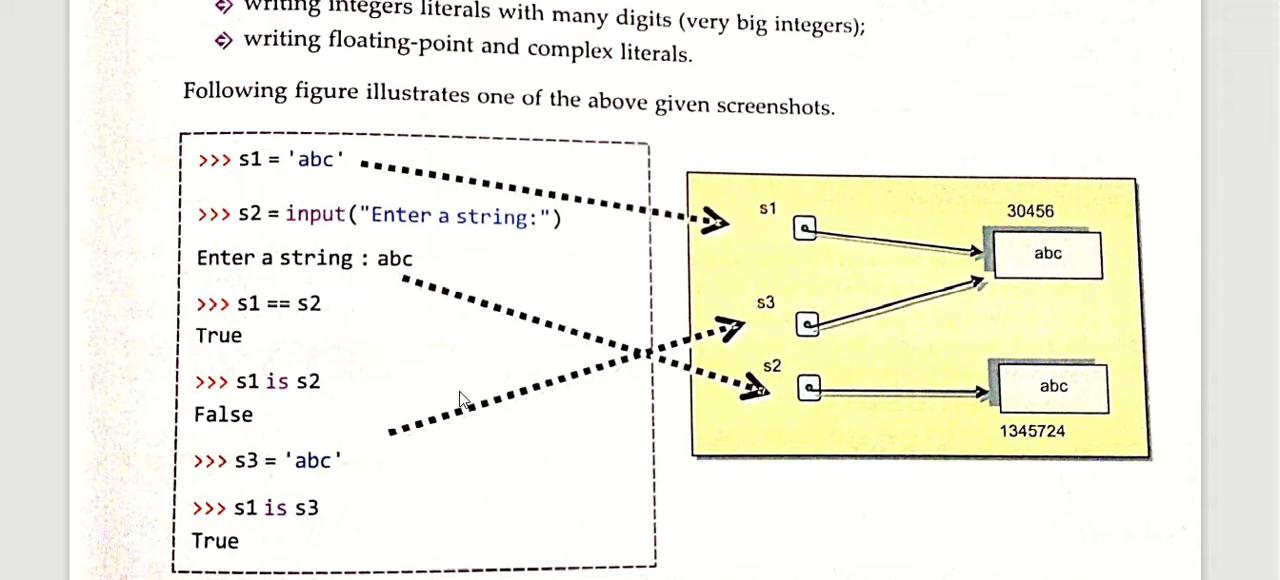 writing integers literals with many digits (very big integers);
writing floating-point and complex literals.
Following figure illustrates one of the above given screenshots.
>>> s1 = 'abc'
>>> s2 = input("Enter a string:")
Enter a string : abc
>>> s1 == s2
True
>>> s1 is s2
False
>>> s3 = 'abc'
>>> s1 is s3
True
s1
30456
abc
s3
s2
abc
1345724